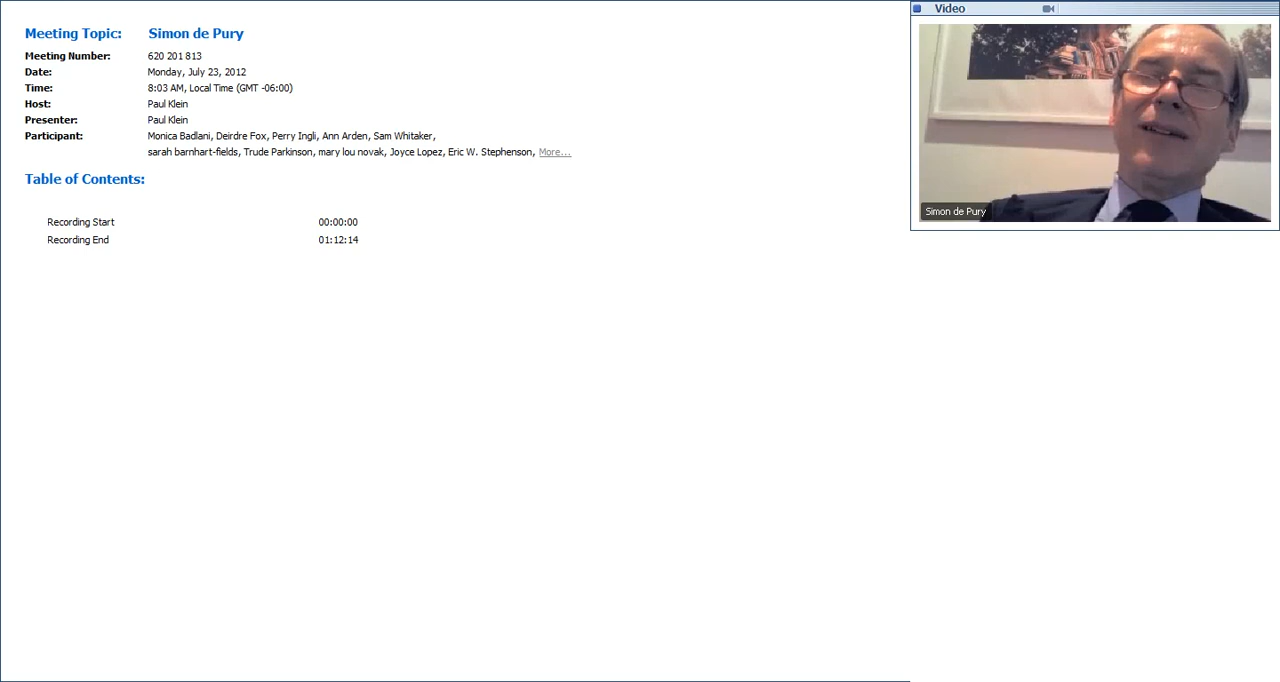 Meeting Topic: Simon de Pury
Meeting Number: 620 201 813
Date: Monday, July 23, 2012
Time: 8:03 AM, Local Time (GMT -06:00)
Host: Paul Klein
Presenter: Paul Klein
Participant: Monica Badlani, Deirdre Fox, Perry Ingli, Ann Arden, Sam Whitaker,
sarah barnhart-fields, Trude Parkinson, mary lou novak, Joyce Lopez, Eric W. Stephenson, More...
Table of Contents:
Recording Start 00:00:00
Recording End 01:12:14
Video
Simon de Pury